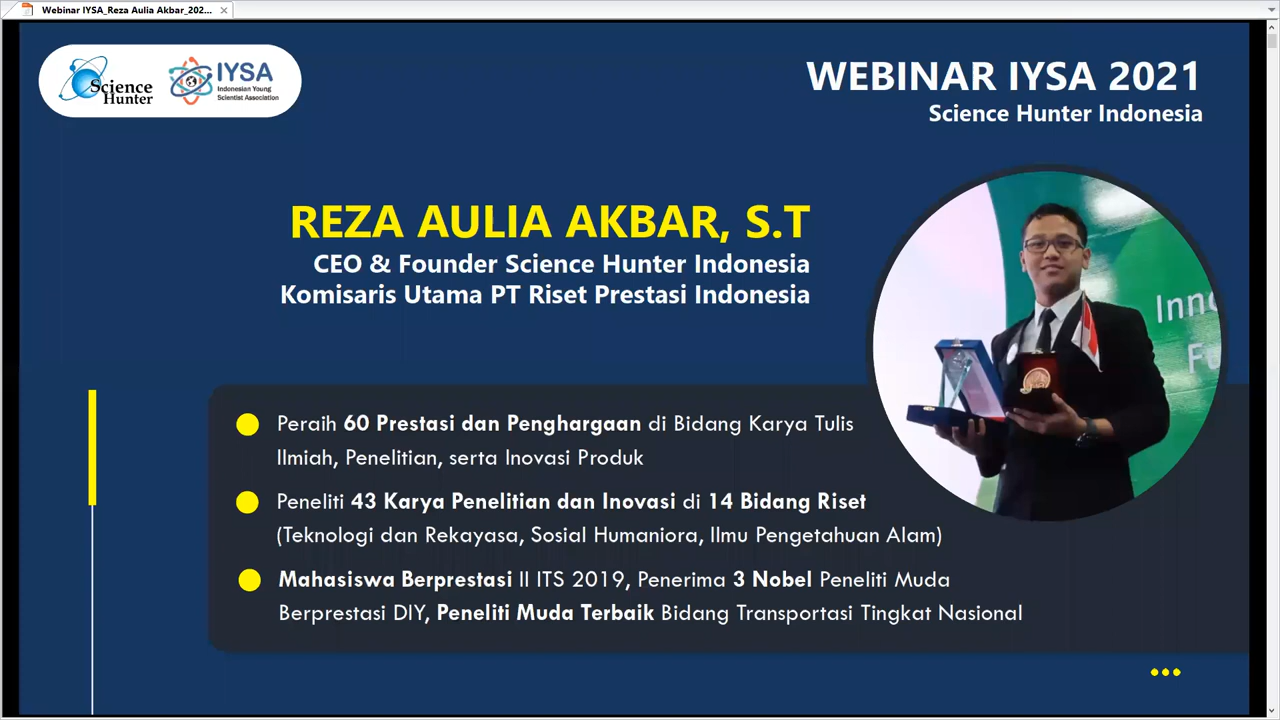 Webinar IYSA_Reza Aulia Akbar_202...
Science
Hunter
IYSA
Indonesian Young
Scientist Association
WEBINAR IYSA 2021
Science Hunter Indonesia
REZA AULIA AKBAR, S.T
CEO & Founder Science Hunter Indonesia
Komisaris Utama PT Riset Prestasi Indonesia
Peraih 60 Prestasi dan Penghargaan di Bidang Karya Tulis
Ilmiah, Penelitian, serta Inovasi Produk
Peneliti 43 Karya Penelitian dan Inovasi di 14 Bidang Riset
(Teknologi dan Rekayasa, Sosial Humaniora, Ilmu Pengetahuan Alam)
Mahasiswa Berprestasi II ITS 2019, Penerima 3 Nobel Peneliti Muda
Berprestasi DIY, Peneliti Muda Terbaik Bidang Transportasi Tingkat Nasional